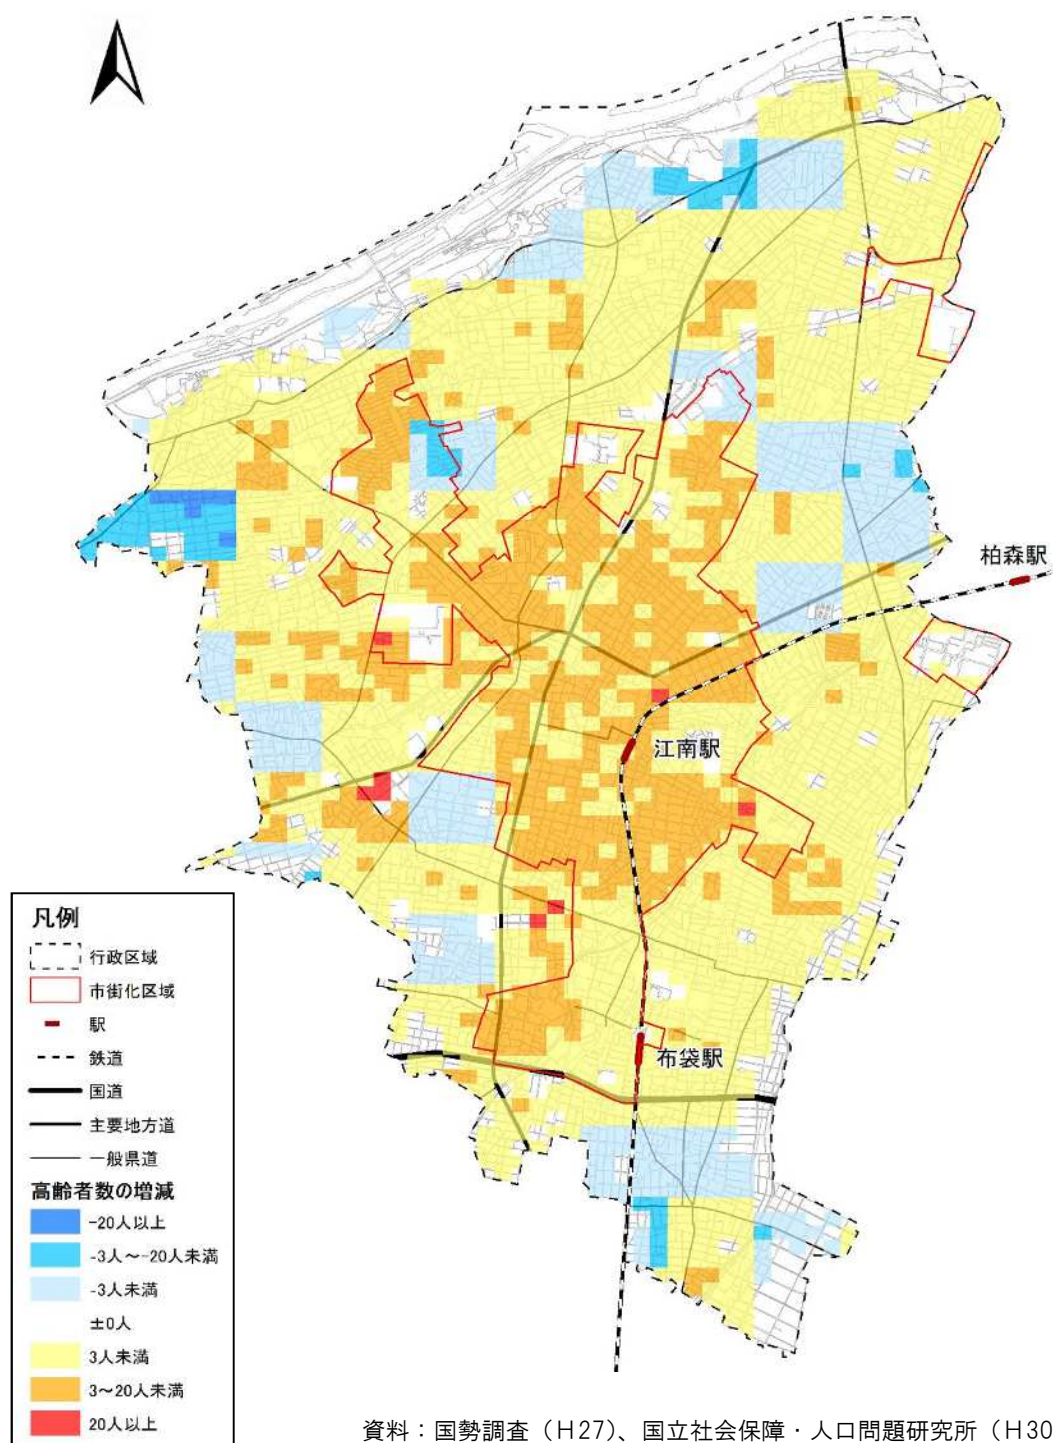 柏森駅
江南駅
布袋駅
凡例
行政区域
市街化区域
駅
鉄道
国道
主要地方道
一般県道
高齢者数の増減
-20人以上
-3人～-20人未満
-3人未満
±0人
3人未満
3～20人未満
20人以上
資料：国勢調査（H27）、国立社会保障・人口問題研究所（H30